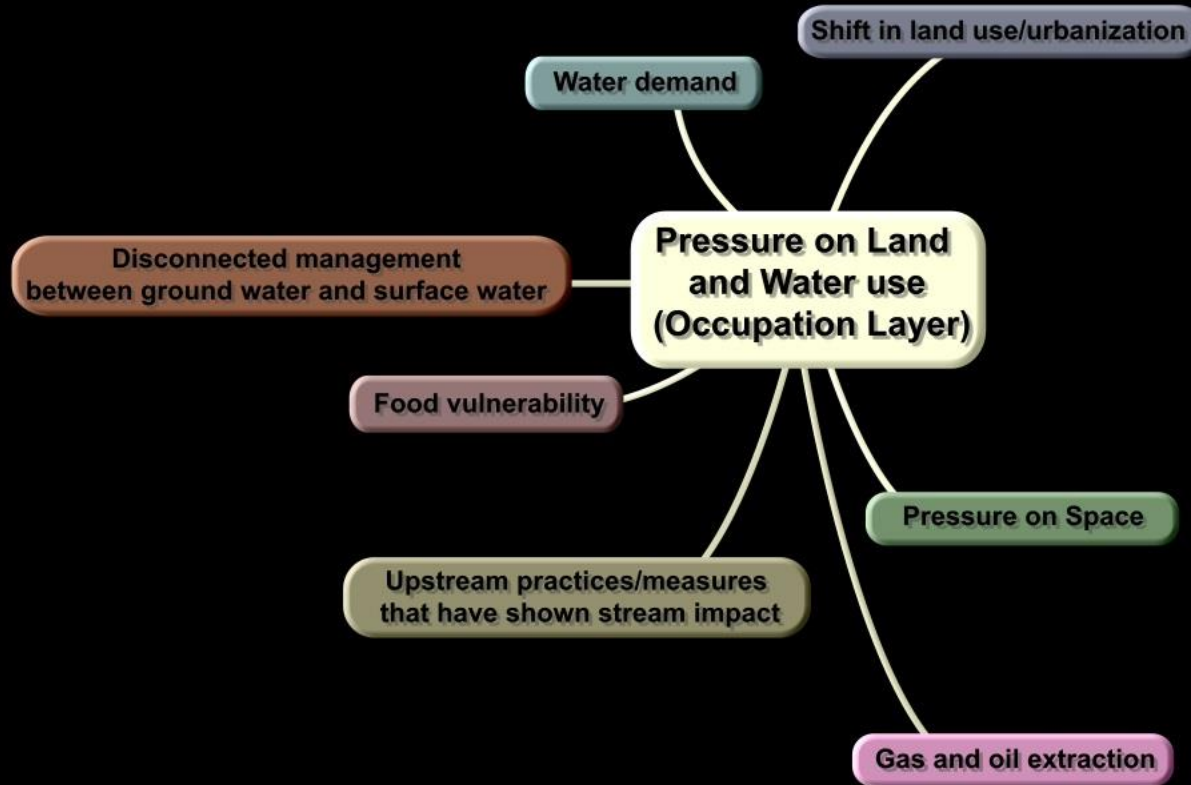 Shift in land use/urbanization
Water demand
Pressure on Land
and Water use
(Occupation Layer)
Disconnected management
between ground water and surface water
Food vulnerability
Pressure on Space
Upstream practices/measures
that have shown stream impact
Gas and oil extraction